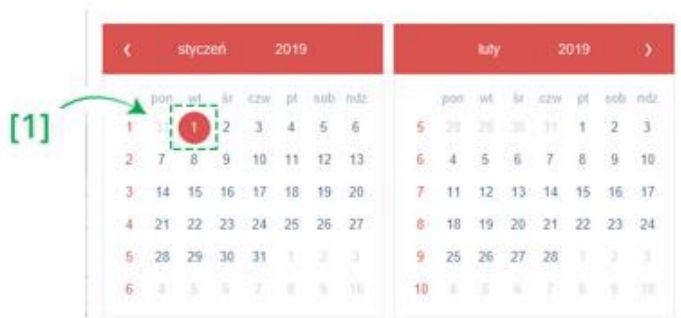 ‹ styczeń 2019
luty 2019 ›
pon wt śr czw pt sob ndz
pon wt śr czw pt sob ndz
[1]
1 31 1 2 3 4 5 6
5 28 29 30 31 1 2 3
2 7 8 9 10 11 12 13
6 4 5 6 7 8 9 10
3 14 15 16 17 18 19 20
7 11 12 13 14 15 16 17
4 21 22 23 24 25 26 27
8 18 19 20 21 22 23 24
5 28 29 30 31 1 2 3
9 25 26 27 28 1 2 3
6 4 5 6 7 8 9 10
10 4 5 6 7 8 9 10